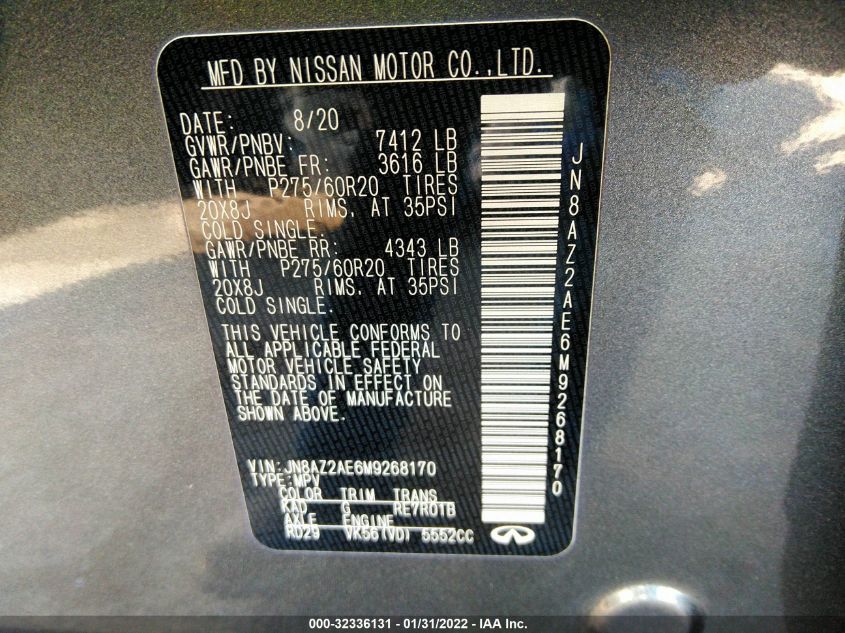 MFD BY NISSAN MOTOR CO.,LTD.
DATE: 8/20
GVWR/PNBV: 7412 LB
GAWR/PNBE FR: 3616 LB
WITH P275/60R20 TIRES
20X8J RIMS, AT 35PSI
COLD SINGLE.
GAWR/PNBE RR: 4343 LB
WITH P275/60R20 TIRES
20X8J RIMS, AT 35PSI
COLD SINGLE.
THIS VEHICLE CONFORMS TO
ALL APPLICABLE FEDERAL
MOTOR VEHICLE SAFETY
STANDARDS IN EFFECT ON
THE DATE OF MANUFACTURE
SHOWN ABOVE.
VIN:JN8AZ2AE6M9268170
TYPE:MPV
COLOR TRIM TRANS
KAD G RE7R01B
AXLE ENGINE
RD29 VK56(VD) 5552CC
JN8AZ2AE6M9268170
000-32336131 - 01/31/2022 - IAA Inc.